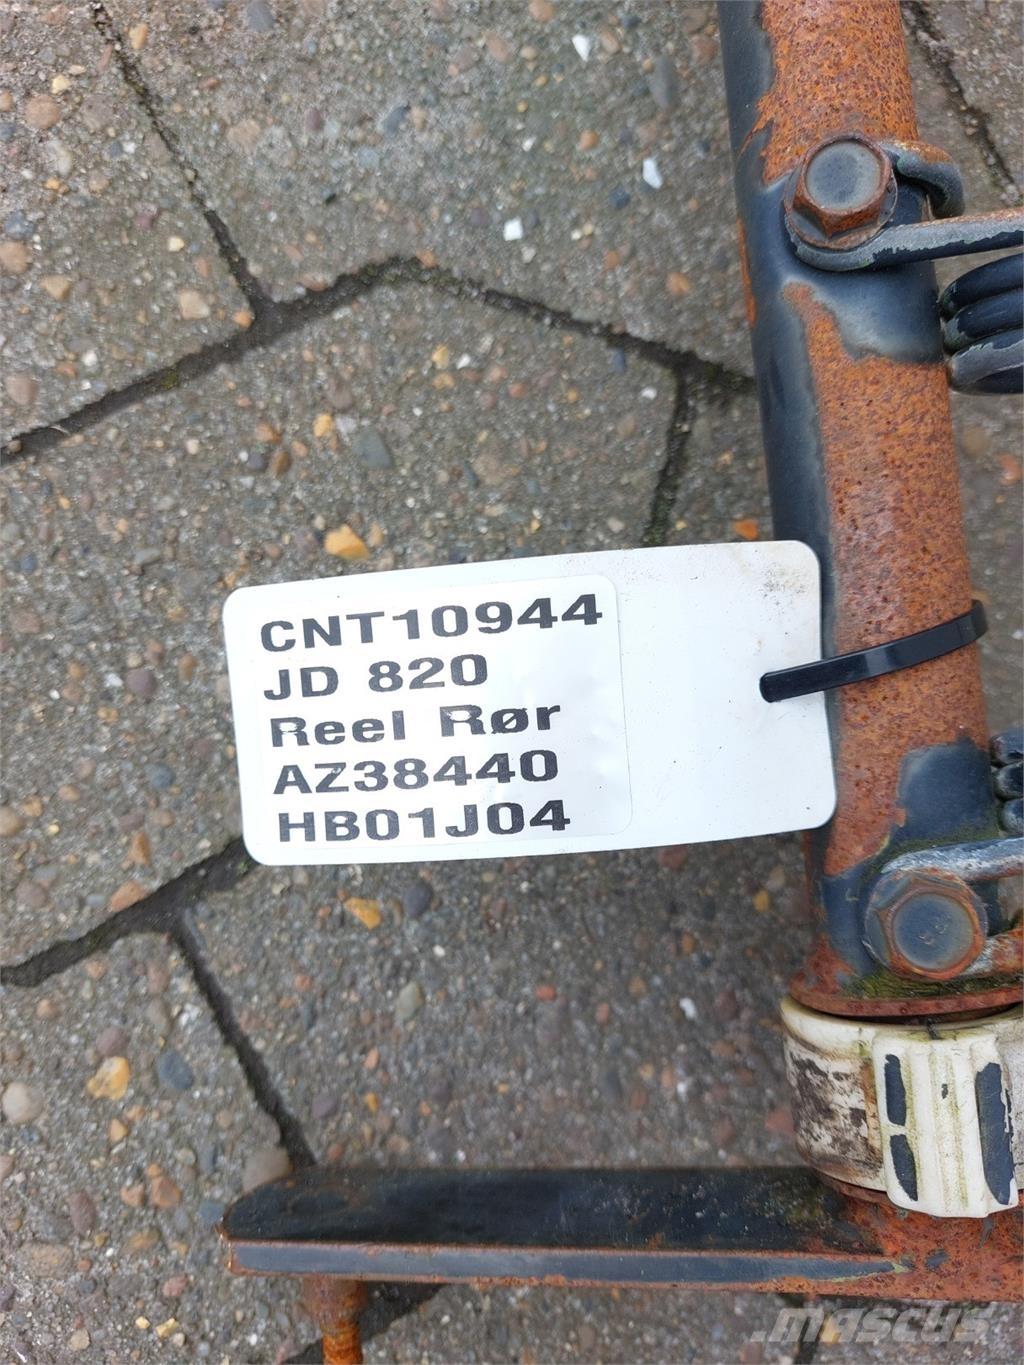 CNT10944
JD 820
Reel Rør
AZ38440
HB01J04
MASCUS